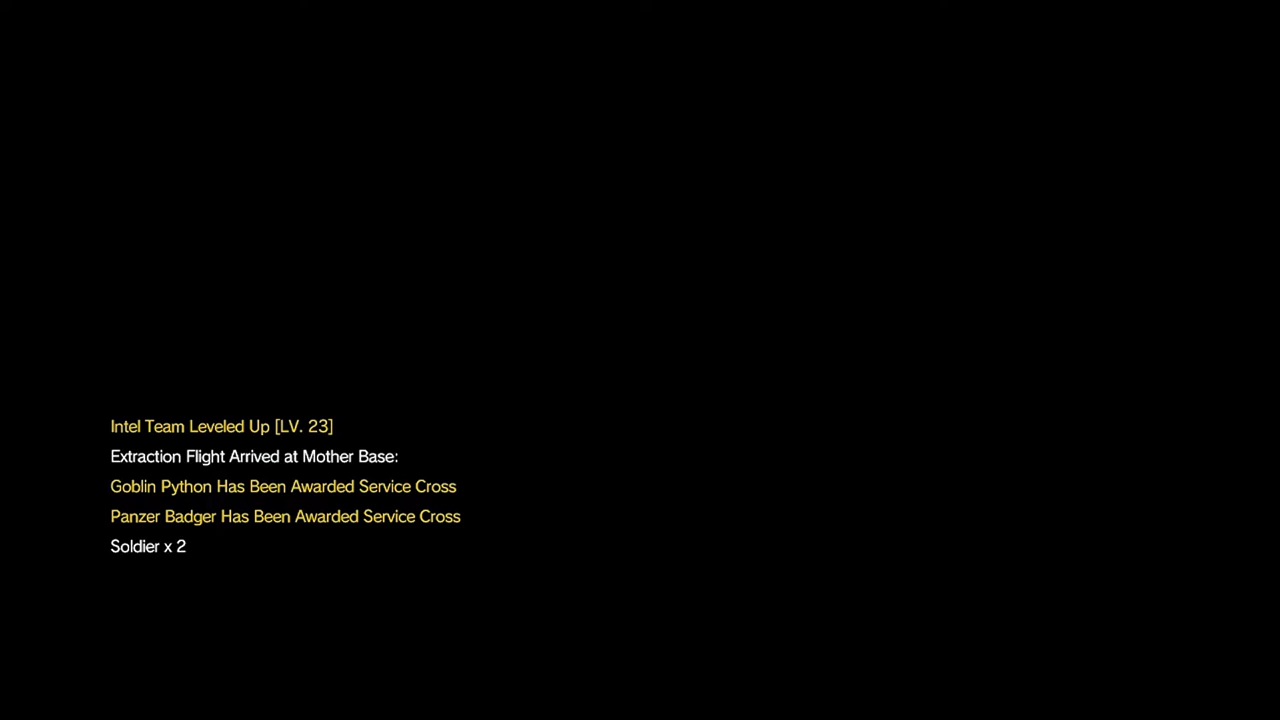 Intel Team Leveled Up [LV. 23]
Extraction Flight Arrived at Mother Base:
Goblin Python Has Been Awarded Service Cross
Panzer Badger Has Been Awarded Service Cross
Soldier x 2